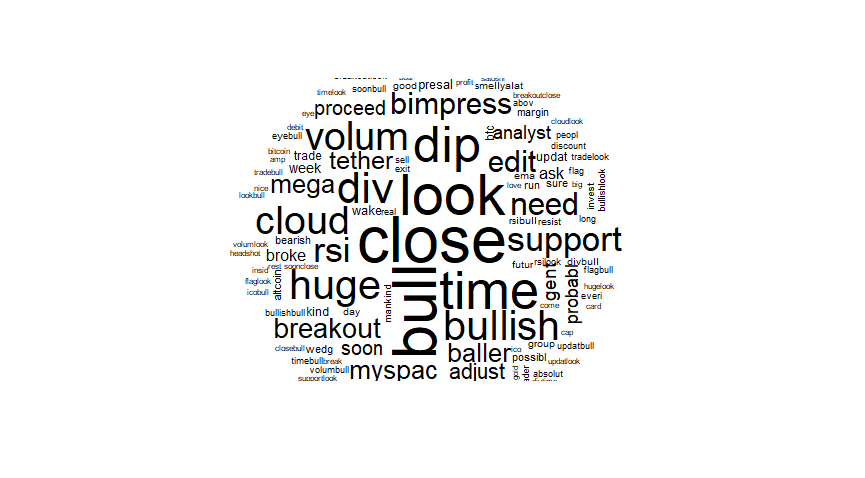 good presal profit smellyalat
timelook soonbull breakoutclose
eye proceed bimpress abov
margin
debit cloudlook
eyebull volum dip btc analyst peopl
bitcoin discount
amp trade tether sell edit updat tradelook
tradebull week exit ema ask flag
nice mega div look love run sure big
lookbull invest bullishlook
wake real need
cloud rsibull resist long
volumlook bearish rsi close support
headshot broke
rest soonclose futur rsilook divbull
insid flagbull
flaglook altcoin huge bull time gent probabl hugelook
icobull mankind everi
come card
bullishbull kind day bullish cap
breakout group updatbull
closebull wedg soon baller ico possibl
timebull break updatlook
volumbull myspac adjust gold absolut
supportlook